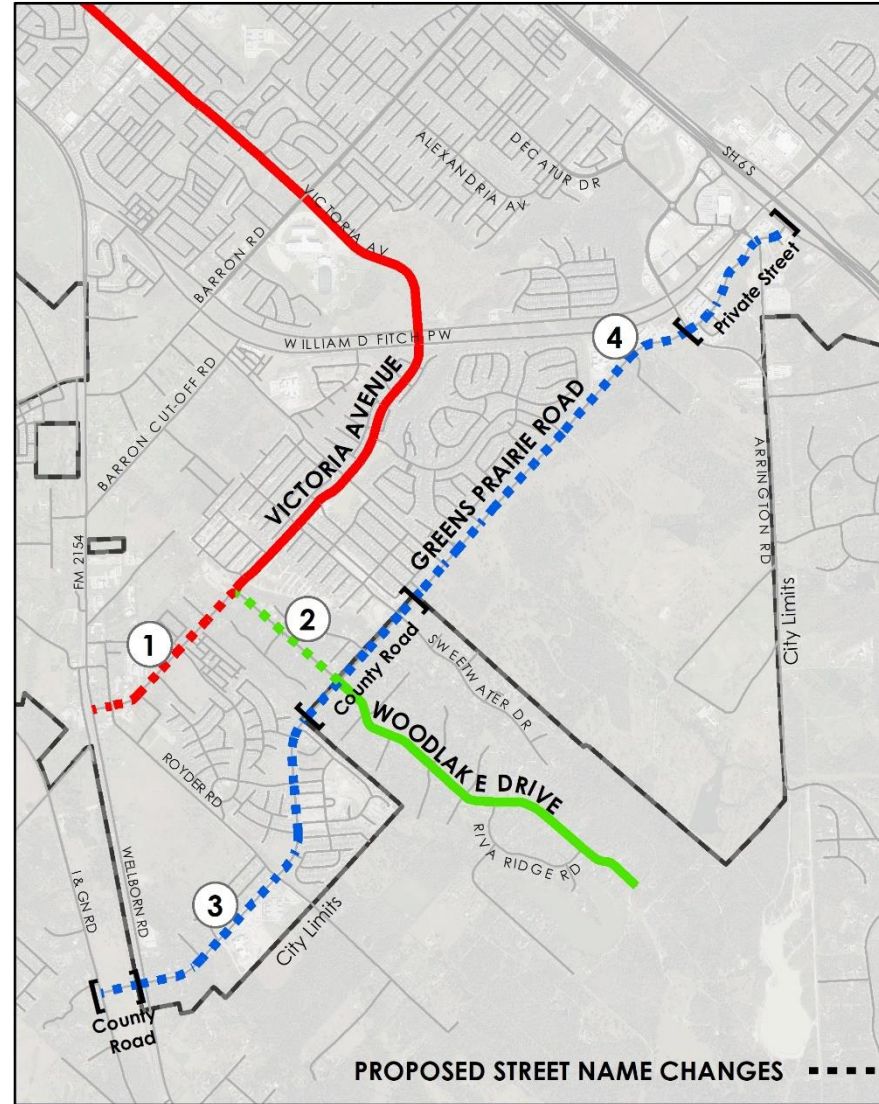 SH 6 S
DECATUR DR
ALEXANDRIA AV
VICTORIA AV
BARRON RD
Private Street
WILLIAM D FITCH PW
4
BARRON CUT-OFF RD
VICTORIA AVENUE
GREENS PRAIRIE ROAD
ARRINGTON RD
FM 2154
1
2
SWEETWATER DR
County Road
City Limits
WOODLAKE DRIVE
ROYDER RD
RIVA RIDGE RD
I & GN RD
WELLBORN RD
3
City Limits
County
Road
PROPOSED STREET NAME CHANGES